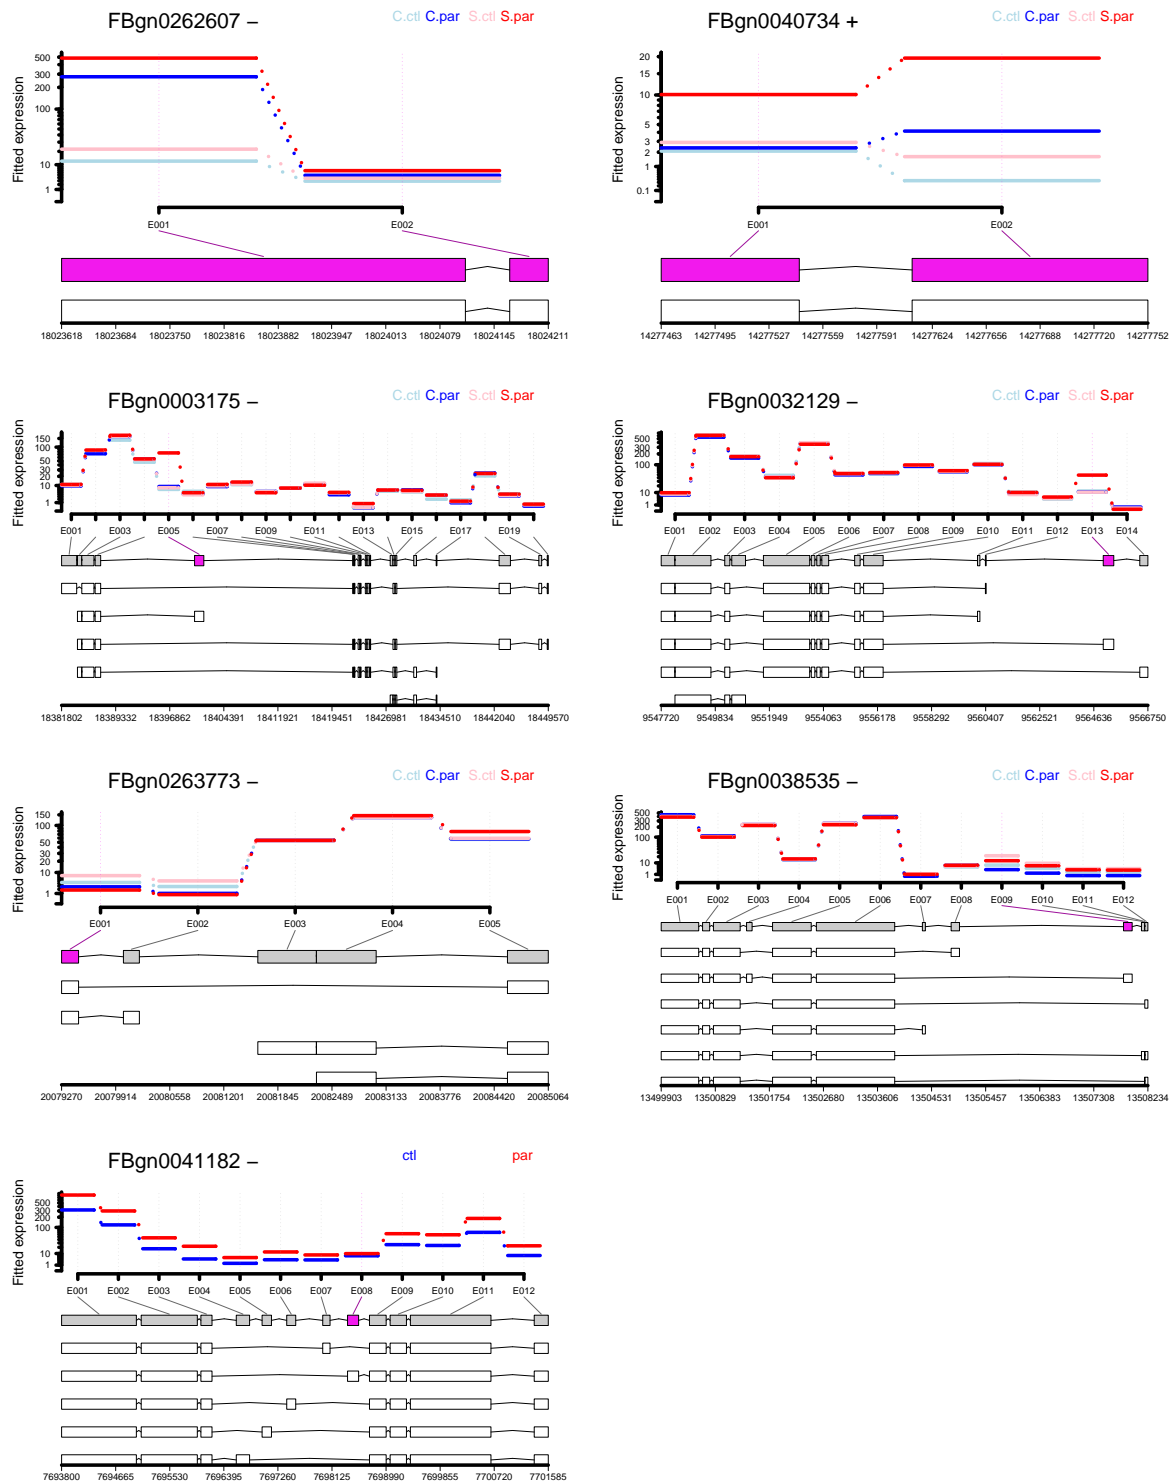 FBgn0262607 −
C.ctl C.par S.ctl S.par
Fitted expression
500
300
200
100
10
1
E001
E002
18023618 18023684 18023750 18023816 18023882 18023947 18024013 18024079 18024145 18024211
FBgn0040734 +
C.ctl C.par S.ctl S.par
Fitted expression
20
15
10
5
3
2
0.1
E001
E002
14277463 14277495 14277527 14277559 14277591 14277624 14277656 14277688 14277720 14277752
FBgn0003175 −
C.ctl C.par S.ctl S.par
Fitted expression
150
100
50
30
20
10
1
E001 E003 E005 E007 E009 E011 E013 E015 E017 E019
18381802 18389332 18396862 18404391 18411921 18419451 18426981 18434510 18442040 18449570
FBgn0032129 −
C.ctl C.par S.ctl S.par
Fitted expression
500
300
200
100
10
1
E001 E002 E003 E004 E005 E006 E007 E008 E009 E010 E011 E012 E013 E014
9547720 9549834 9551949 9554063 9556178 9558292 9560407 9562521 9564636 9566750
FBgn0263773 −
C.ctl C.par S.ctl S.par
Fitted expression
150
100
50
30
20
10
1
E001 E002 E003 E004 E005
20079270 20079914 20080558 20081201 20081845 20082489 20083133 20083776 20084420 20085064
FBgn0038535 −
C.ctl C.par S.ctl S.par
Fitted expression
500
300
200
100
10
1
E001 E002 E003 E004 E005 E006 E007 E008 E009 E010 E011 E012
13499903 13500829 13501754 13502680 13503606 13504531 13505457 13506383 13507308 13508234
FBgn0041182 −
ctl par
Fitted expression
500
300
200
100
10
1
E001 E002 E003 E004 E005 E006 E007 E008 E009 E010 E011 E012
7693800 7694665 7695530 7696395 7697260 7698125 7698990 7699855 7700720 7701585